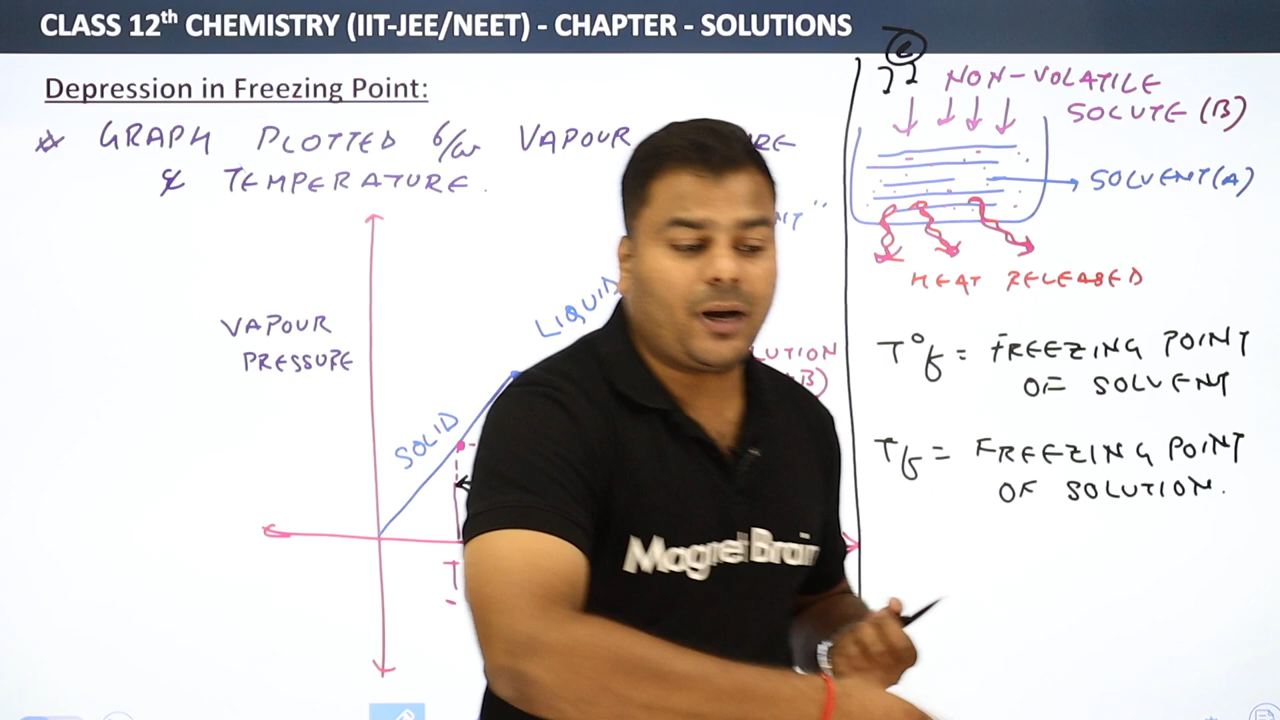 CLASS 12th CHEMISTRY (IIT-JEE/NEET) - CHAPTER - SOLUTIONS
Depression in Freezing Point:
GRAPH PLOTTED b/w VAPOUR
& TEMPERATURE.
VAPOUR
PRESSURE
SOLID
LIQUID
NON-VOLATILE
SOLUTE (B)
SOLVENT (A)
HEAT RELEASED
T°f = FREEZING POINT
OF SOLVENT
Tf = FREEZING POINT
OF SOLUTION.
Magnet Brain